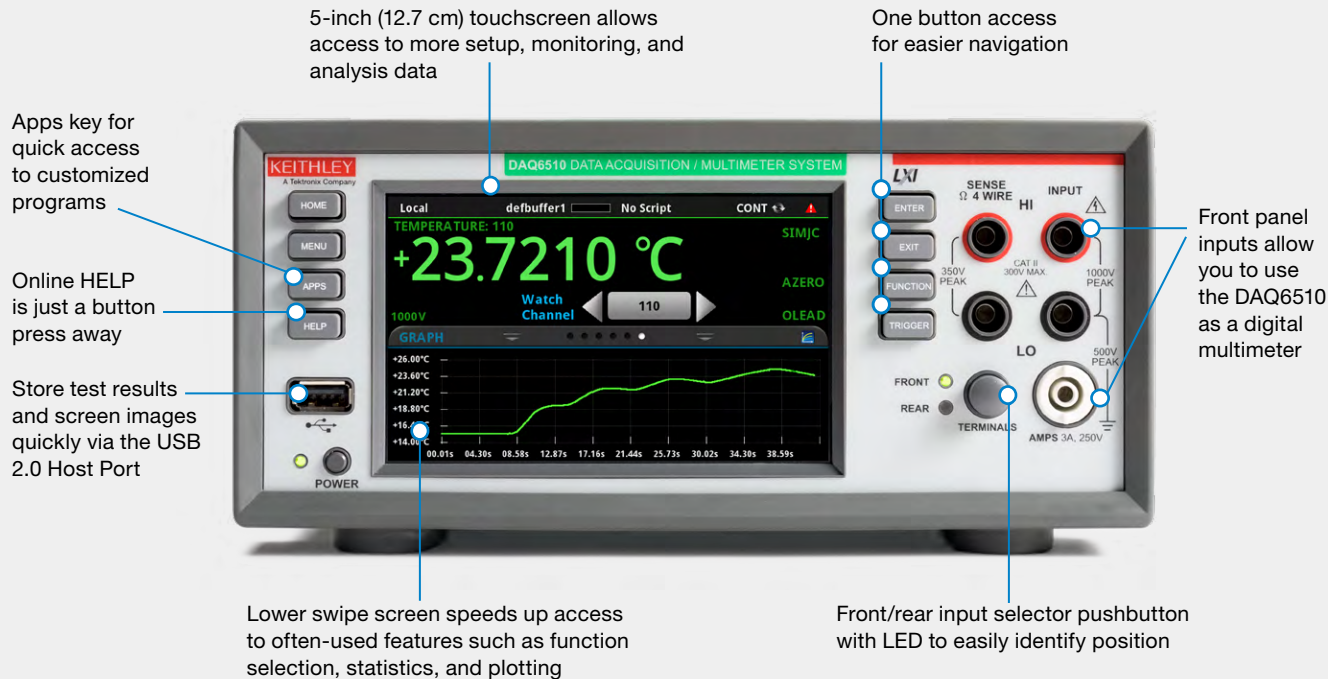 5-inch (12.7 cm) touchscreen allows
access to more setup, monitoring, and
analysis data
One button access
for easier navigation
Apps key for
quick access
to customized
programs
Online HELP
is just a button
press away
Store test results
and screen images
quickly via the USB
2.0 Host Port
KEITHLEY
A Tektronix Company
DAQ6510 DATA ACQUISITION / MULTIMETER SYSTEM
LXI
HOME
MENU
APPS
HELP
POWER
Local defbuffer1 No Script CONT
TEMPERATURE: 110
+23.7210 °C
SIMJC
AZERO
OLEAD
Watch
Channel
110
1000V
GRAPH
+26.00°C
+23.60°C
+21.20°C
+18.80°C
+14.00°C
00.01s 04.30s 08.58s 12.87s 17.16s 21.44s 25.73s 30.02s 34.30s 38.59s
ENTER
EXIT
FUNCTION
TRIGGER
SENSE
Ω 4 WIRE
INPUT
HI
CAT II
300V MAX
350V
PEAK
1000V
PEAK
LO
500V
PEAK
FRONT
REAR
TERMINALS
AMPS 3A, 250V
Front panel
inputs allow
you to use
the DAQ6510
as a digital
multimeter
Lower swipe screen speeds up access
to often-used features such as function
selection, statistics, and plotting
Front/rear input selector pushbutton
with LED to easily identify position